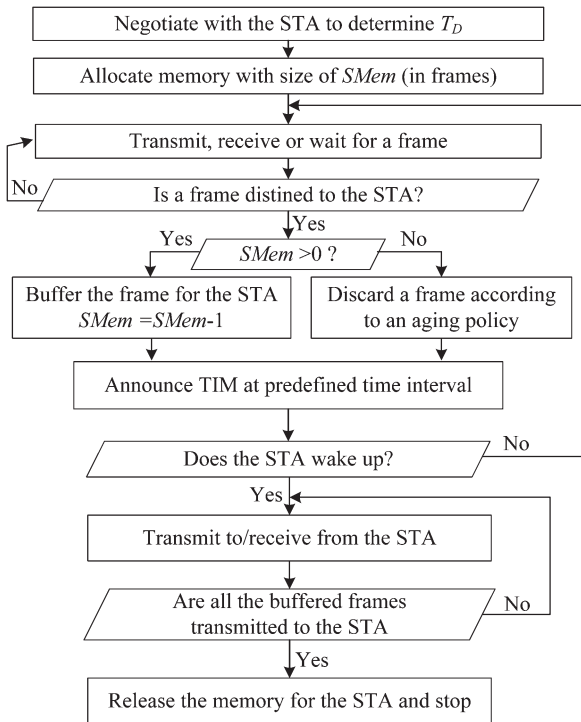 Negotiate with the STA to determine T_D
Allocate memory with size of SMem (in frames)
Transmit, receive or wait for a frame
No
Is a frame distined to the STA?
Yes
Yes
SMem >0 ?
No
Buffer the frame for the STA
SMem =SMem-1
Discard a frame according
to an aging policy
Announce TIM at predefined time interval
Does the STA wake up?
No
Yes
Transmit to/receive from the STA
Are all the buffered frames
transmitted to the STA
No
Yes
Release the memory for the STA and stop